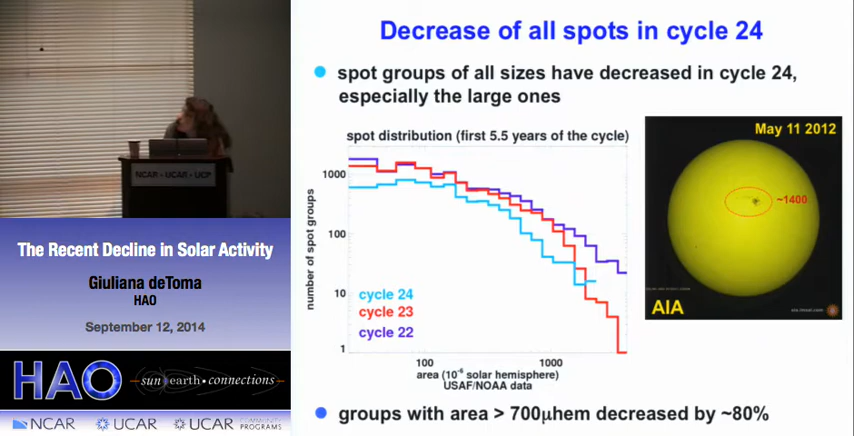 Decrease of all spots in cycle 24
spot groups of all sizes have decreased in cycle 24,
especially the large ones
spot distribution (first 5.5 years of the cycle)
number of spot groups
1000
100
10
1
cycle 24
cycle 23
cycle 22
100
1000
area (10⁻⁶ solar hemisphere)
USAF/NOAA data
May 11 2012
~1400
AIA
groups with area > 700μhem decreased by ~80%
NCAR • UCAR • UCP
The Recent Decline in Solar Activity
Giuliana deToma
HAO
September 12, 2014
HAO
sun earth • connections
NCAR
UCAR
UCAR
COMMUNITY
PROGRAMS